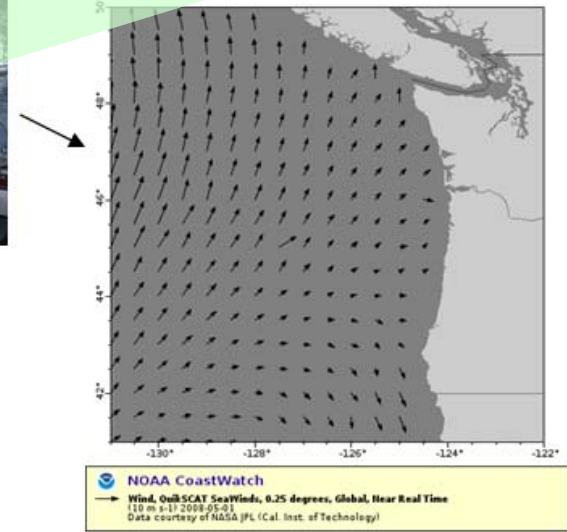 50
48°
46°
44°
42°
-130° -128° -126° -124° -122°
NOAA CoastWatch
Wind, QuikSCAT SeaWinds, 0.25 degrees, Global, Near Real Time
(10 m s-1) 2008-05-01
Data courtesy of NASA JPL (Cal. Inst. of Technology)